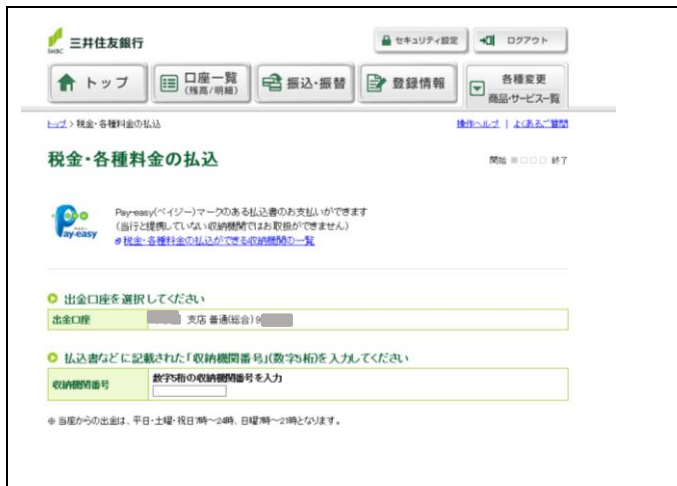 SMBC 三井住友銀行
セキュリティ設定
ログアウト
トップ
口座一覧
(残高/明細)
振込・振替
登録情報
各種変更
商品・サービス一覧
トップ > 税金・各種料金の払込
操作ヘルプ | よくあるご質問
税金・各種料金の払込
開始 ■□□□ 終了
Pay-easy
Pay-easy(ペイジー)マークのある払込書のお支払いができます
(当行と提携していない収納機関ではお取扱ができません)
税金・各種料金の払込ができる収納機関の一覧
出金口座を選択してください
出金口座
支店 普通(総合) 9
払込書などに記載された「収納機関番号」(数字5桁)を入力してください
収納機関番号
数字5桁の収納機関番号を入力
※ 当座からの出金は、平日・土曜・祝日7時～24時、日曜7時～21時となります。